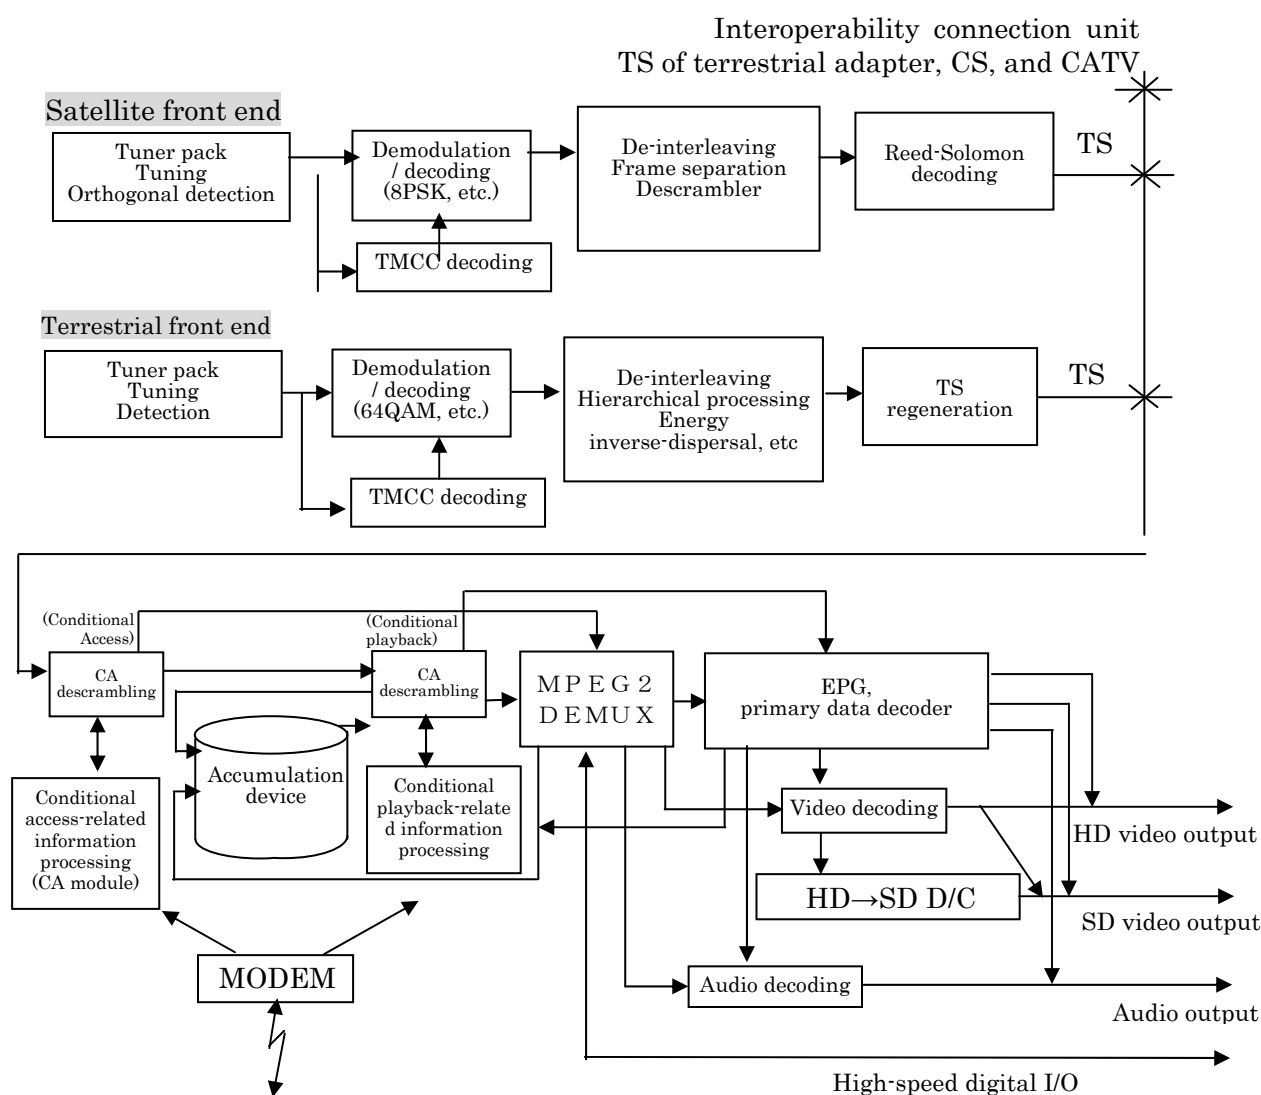 Interoperability connection unit
TS of terrestrial adapter, CS, and CATV
Satellite front end
Tuner pack
Tuning
Orthogonal detection
Demodulation
/ decoding
(8PSK, etc.)
TMCC decoding
De-interleaving
Frame separation
Descrambler
Reed-Solomon
decoding
TS
Terrestrial front end
Tuner pack
Tuning
Detection
Demodulation
/ decoding
(64QAM, etc.)
TMCC decoding
De-interleaving
Hierarchical processing
Energy
inverse-dispersal, etc
TS
regeneration
TS
(Conditional
Access)
CA
descrambling
(Conditional
playback)
CA
descrambling
ＭＰＥＧ２
ＤＥＭＵＸ
EPG,
primary data decoder
Accumulation
device
Conditional
access-related
information
processing
(CA module)
Conditional
playback-relate
d information
processing
Video decoding
HD video output
HD→SD D/C
SD video output
MODEM
Audio decoding
Audio output
High-speed digital I/O